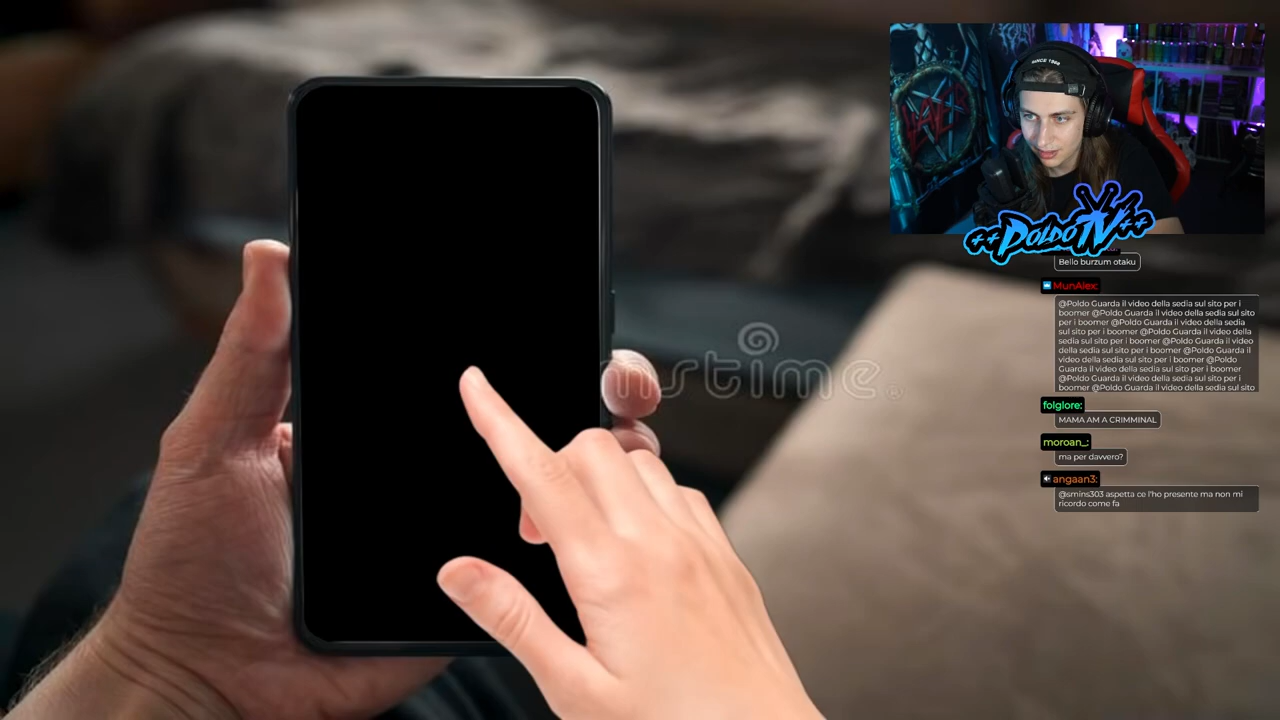 SINCE 1966
++POLDOTV++
Bello burzum otaku
MunAlex:
@Poldo Guarda il video della sedia sul sito per i
boomer @Poldo Guarda il video della sedia sul sito
per i boomer @Poldo Guarda il video della sedia
sul sito per i boomer @Poldo Guarda il video della
sedia sul sito per i boomer @Poldo Guarda il video
della sedia sul sito per i boomer @Poldo Guarda il
video della sedia sul sito per i boomer @Poldo
Guarda il video della sedia sul sito per i boomer
@Poldo Guarda il video della sedia sul sito per i
boomer @Poldo Guarda il video della sedia sul sito
folglore:
MAMA AM A CRIMMINAL
moroan_:
ma per davvero?
angaan3:
@smins303 aspetta ce l'ho presente ma non mi
ricordo come fa